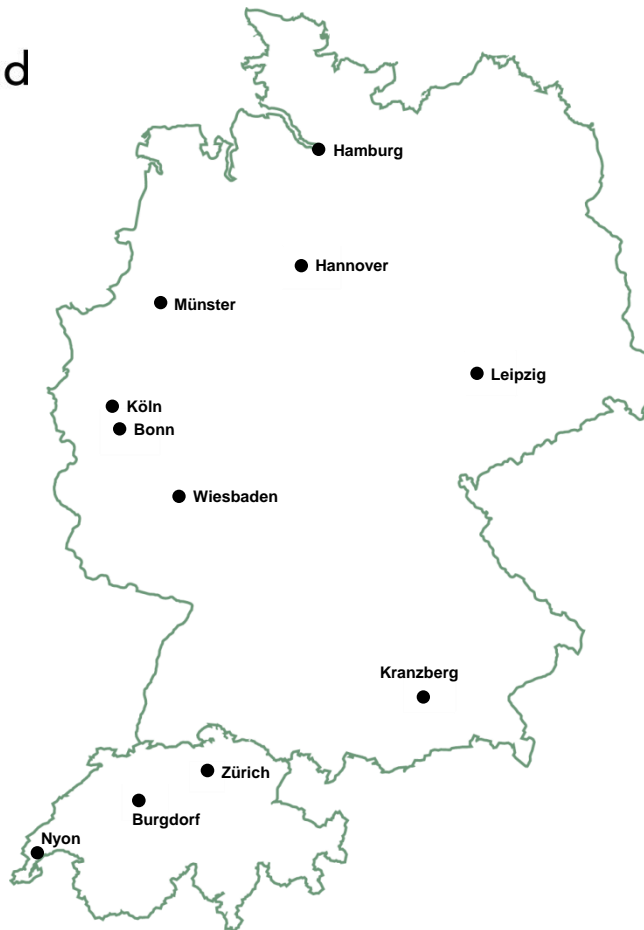 d
Hamburg
Hannover
Münster
Leipzig
Köln
Bonn
Wiesbaden
Kranzberg
Zürich
Burgdorf
Nyon